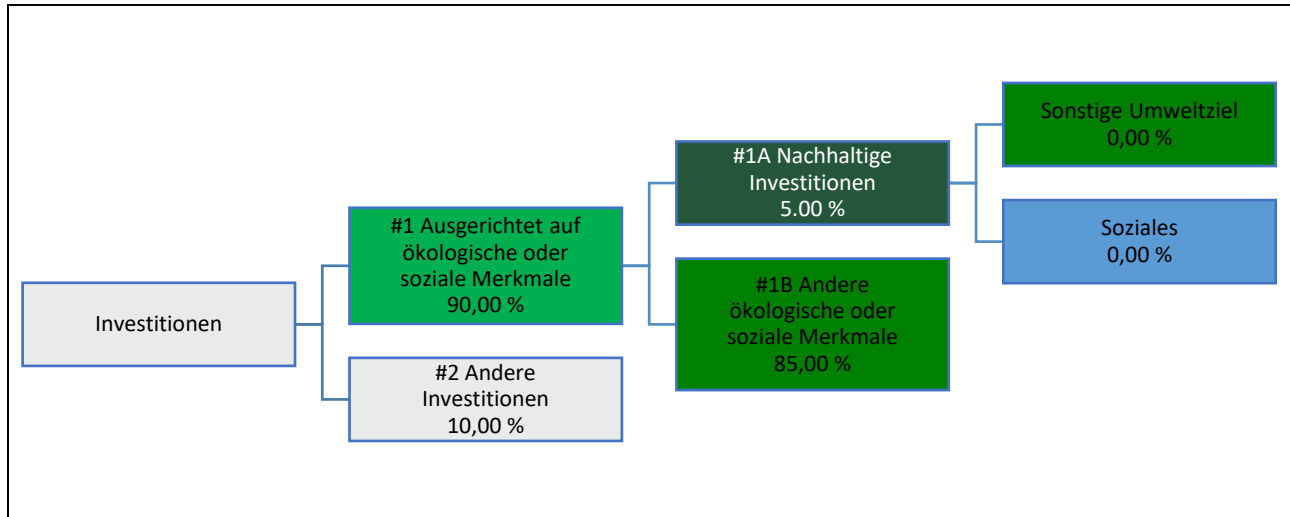 Investitionen
#1 Ausgerichtet auf
ökologische oder
soziale Merkmale
90,00 %
#2 Andere
Investitionen
10,00 %
#1A Nachhaltige
Investitionen
5.00 %
#1B Andere
ökologische oder
soziale Merkmale
85,00 %
Sonstige Umweltziel
0,00 %
Soziales
0,00 %